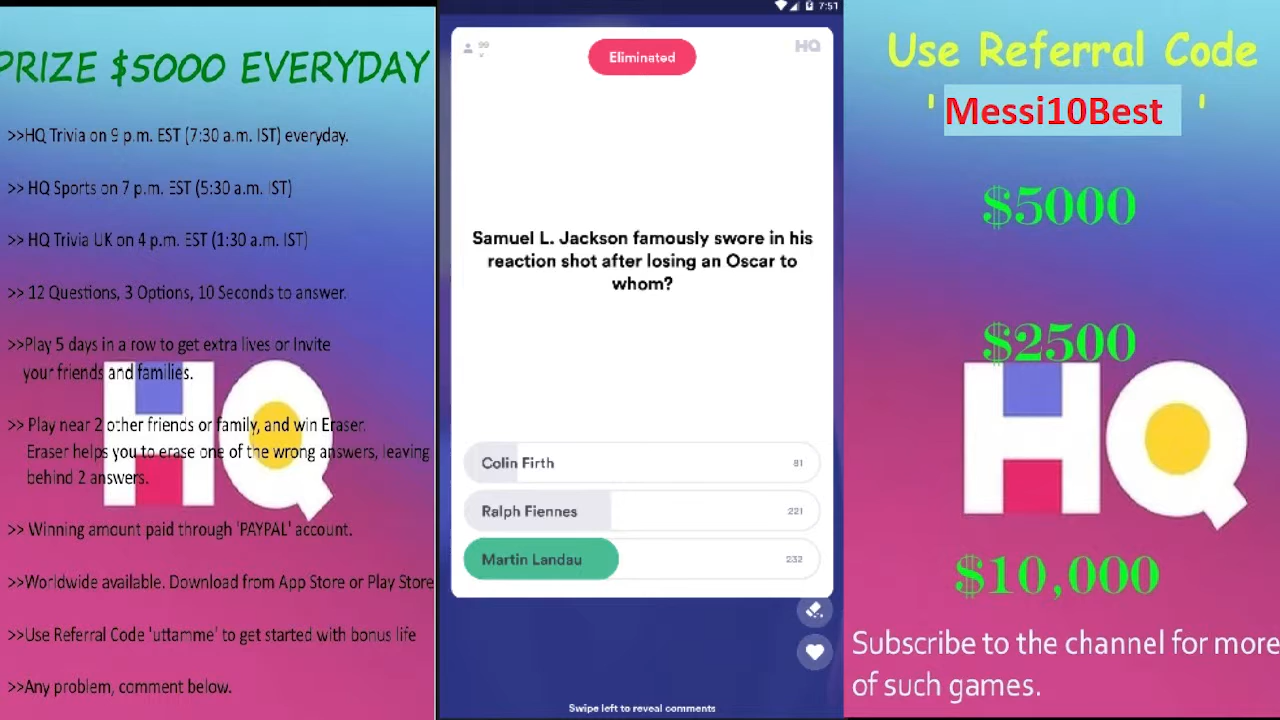 PRIZE $5000 EVERYDAY
>>HQ Trivia on 9 p.m. EST (7:30 a.m. IST) everyday.
>> HQ Sports on 7 p.m. EST (5:30 a.m. IST)
>> HQ Trivia UK on 4 p.m. EST (1:30 a.m. IST)
>> 12 Questions, 3 Options, 10 Seconds to answer.
>>Play 5 days in a row to get extra lives or Invite
your friends and families.
>> Play near 2 other friends or family, and win Eraser.
Eraser helps you to erase one of the wrong answers, leaving
behind 2 answers.
>> Winning amount paid through 'PAYPAL' account.
>>Worldwide available. Download from App Store or Play Store
>>Use Referral Code 'uttamme' to get started with bonus life
>>Any problem, comment below.
HQ
7:51
99
Eliminated
HQ
Samuel L. Jackson famously swore in his
reaction shot after losing an Oscar to
whom?
Colin Firth 81
Ralph Fiennes 221
Martin Landau 232
Swipe left to reveal comments
Use Referral Code
' Messi10Best '
$5000
$2500
HQ
$10,000
Subscribe to the channel for more
of such games.